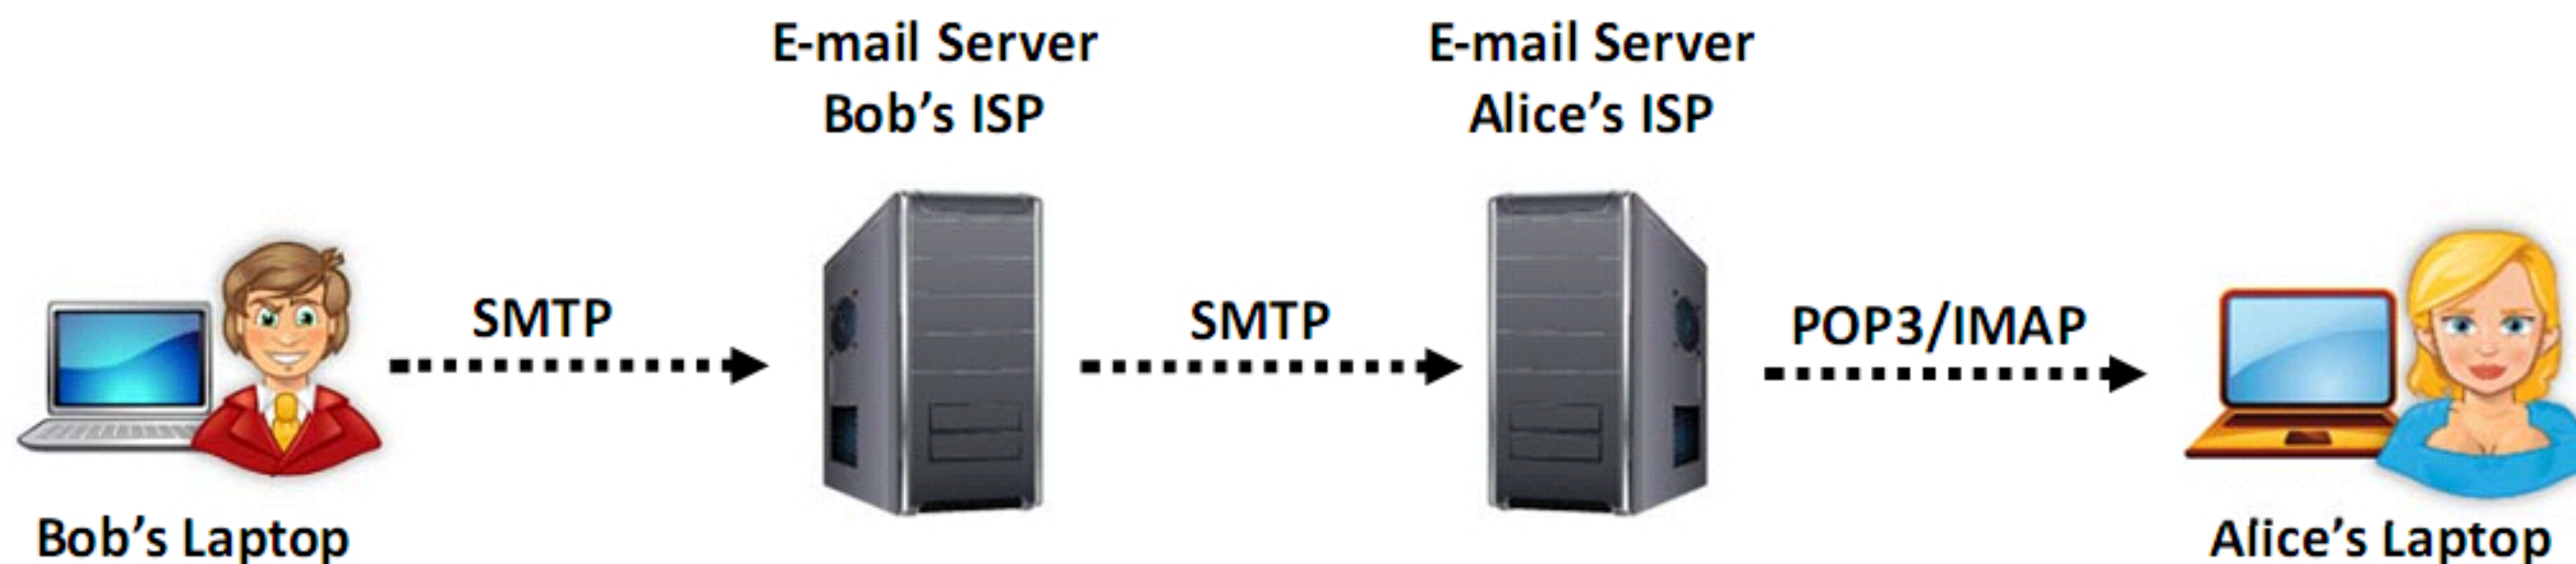 E-mail Server
Bob’s ISP
E-mail Server
Alice’s ISP
SMTP
SMTP
POP3/IMAP
Bob’s Laptop
Alice’s Laptop